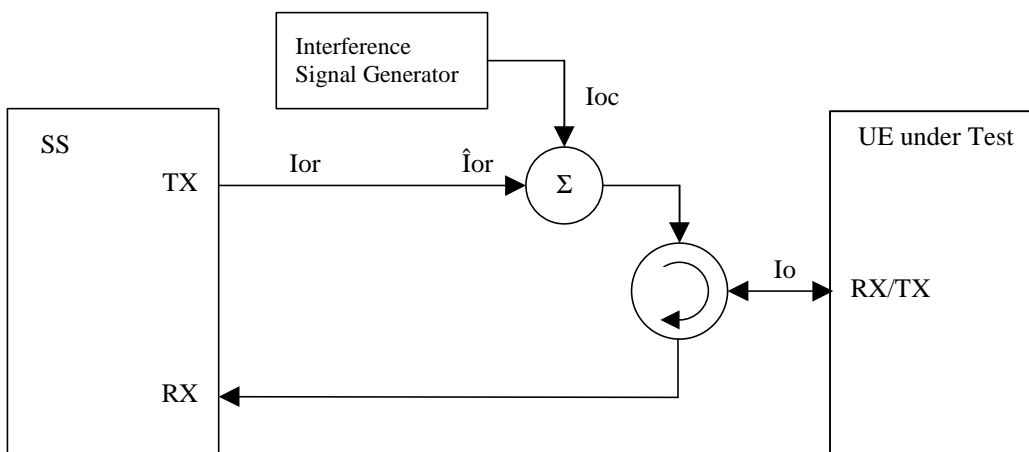 Interference
Signal Generator
Ioc
SS
UE under Test
TX
Ior
Îor
Σ
Io
RX/TX
RX